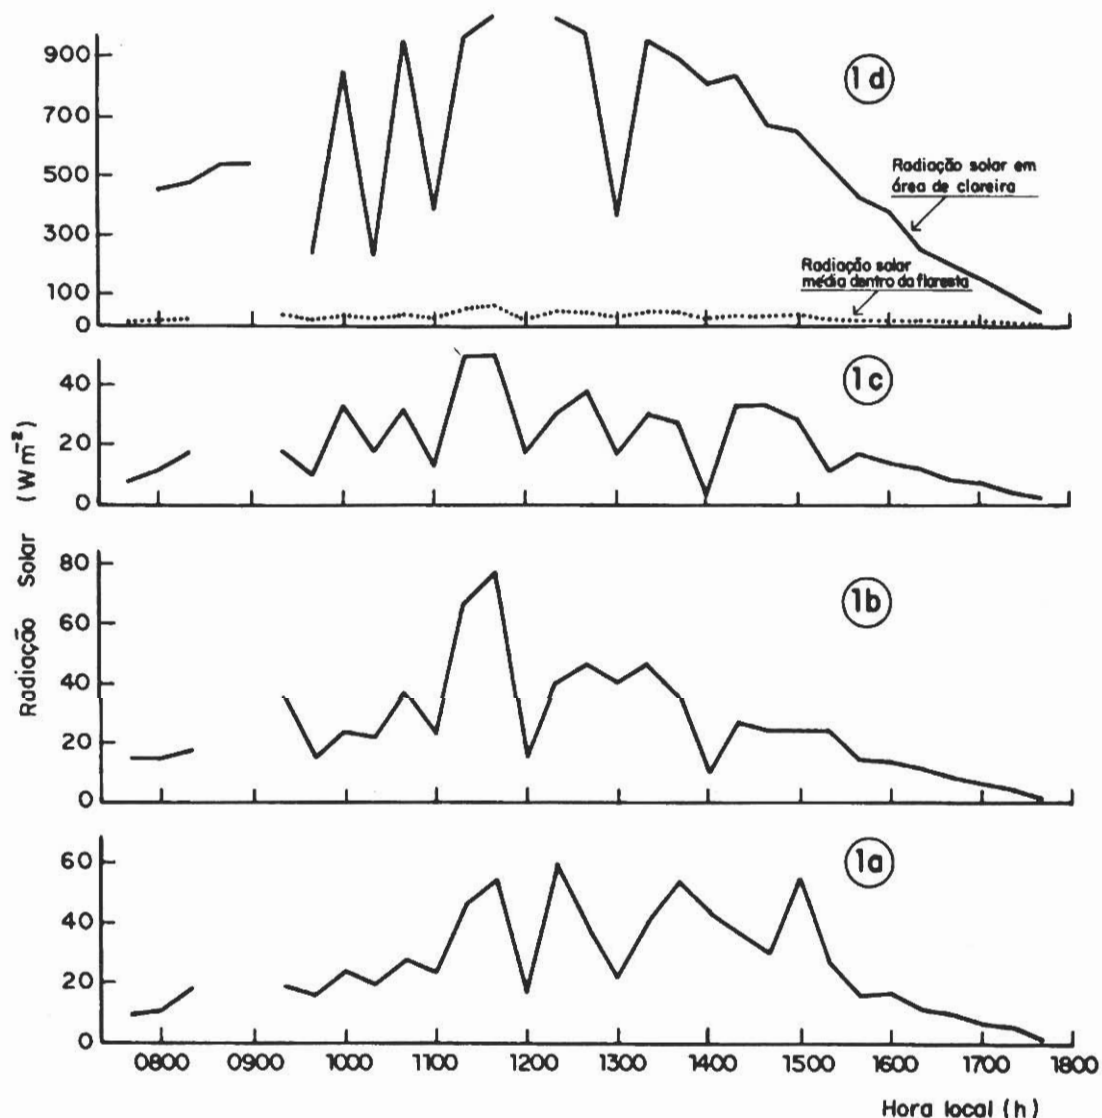 1d
900
700
500
300
100
0
Radiação solar em
área de clareira
Radiação solar
média dentro da floresta
1c
40
20
0
Radiação Solar (Wm⁻²)
1b
80
60
40
20
0
1a
60
40
20
0
0800 0900 1000 1100 1200 1300 1400 1500 1600 1700 1800
Hora local (h)